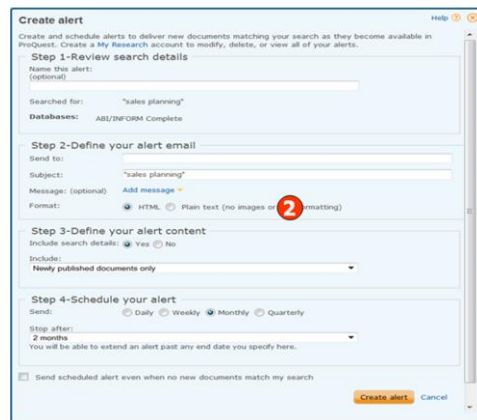 Create alert
Help
Create and schedule alerts to deliver new documents matching your search as they become available in
ProQuest. Create a My Research account to modify, delete, or view all of your alerts.
Step 1-Review search details
Name this alert:
(optional)
Searched for: "sales planning"
Databases: ABI/INFORM Complete
Step 2-Define your alert email
Send to:
Subject: "sales planning"
Message: (optional) Add message
Format: HTML Plain text (no images or 2 formatting)
Step 3-Define your alert content
Include search details: Yes No
Include:
Newly published documents only
Step 4-Schedule your alert
Send: Daily Weekly Monthly Quarterly
Stop after:
2 months
You will be able to extend an alert past any end date you specify here.
Send scheduled alert even when no new documents match my search
Create alert Cancel